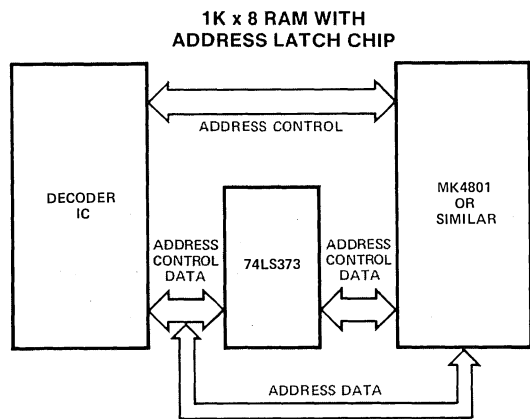 1K x 8 RAM WITH
ADDRESS LATCH CHIP
ADDRESS CONTROL
DECODER
IC
MK4801
OR
SIMILAR
ADDRESS
CONTROL
DATA
74LS373
ADDRESS
CONTROL
DATA
ADDRESS DATA